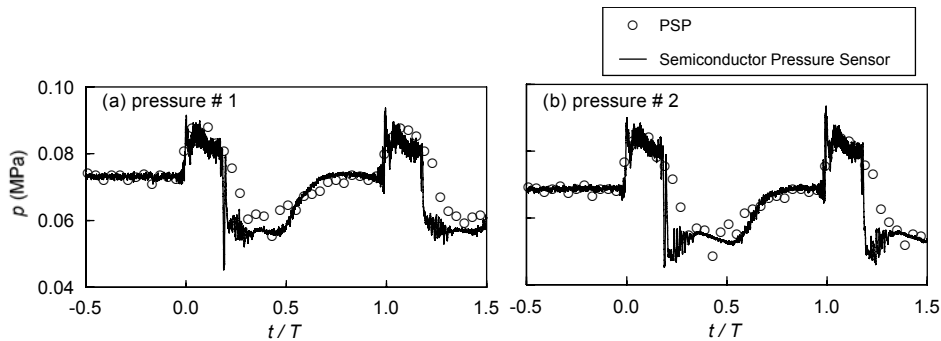 PSP
Semiconductor Pressure Sensor
(a) pressure # 1
(b) pressure # 2
p (MPa)
0.10
0.08
0.06
0.04
-0.5 0.0 0.5 1.0 1.5
-0.5 0.0 0.5 1.0 1.5
t / T
t / T